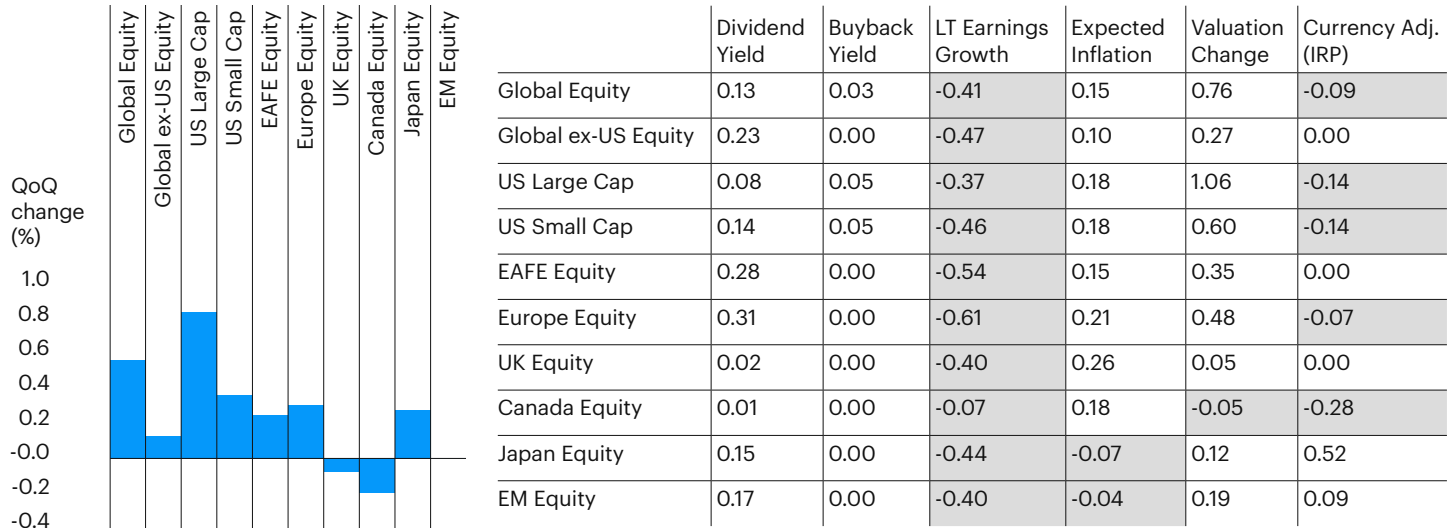 Global Equity
Global ex-US Equity
US Large Cap
US Small Cap
EAFE Equity
Europe Equity
UK Equity
Canada Equity
Japan Equity
EM Equity
QoQ
change
(%)
1.0
0.8
0.6
0.4
0.2
-0.0
-0.2
-0.4
Dividend Yield Buyback Yield LT Earnings Growth Expected Inflation Valuation Change Currency Adj. (IRP)
Global Equity 0.13 0.03 -0.41 0.15 0.76 -0.09
Global ex-US Equity 0.23 0.00 -0.47 0.10 0.27 0.00
US Large Cap 0.08 0.05 -0.37 0.18 1.06 -0.14
US Small Cap 0.14 0.05 -0.46 0.18 0.60 -0.14
EAFE Equity 0.28 0.00 -0.54 0.15 0.35 0.00
Europe Equity 0.31 0.00 -0.61 0.21 0.48 -0.07
UK Equity 0.02 0.00 -0.40 0.26 0.05 0.00
Canada Equity 0.01 0.00 -0.07 0.18 -0.05 -0.28
Japan Equity 0.15 0.00 -0.44 -0.07 0.12 0.52
EM Equity 0.17 0.00 -0.40 -0.04 0.19 0.09